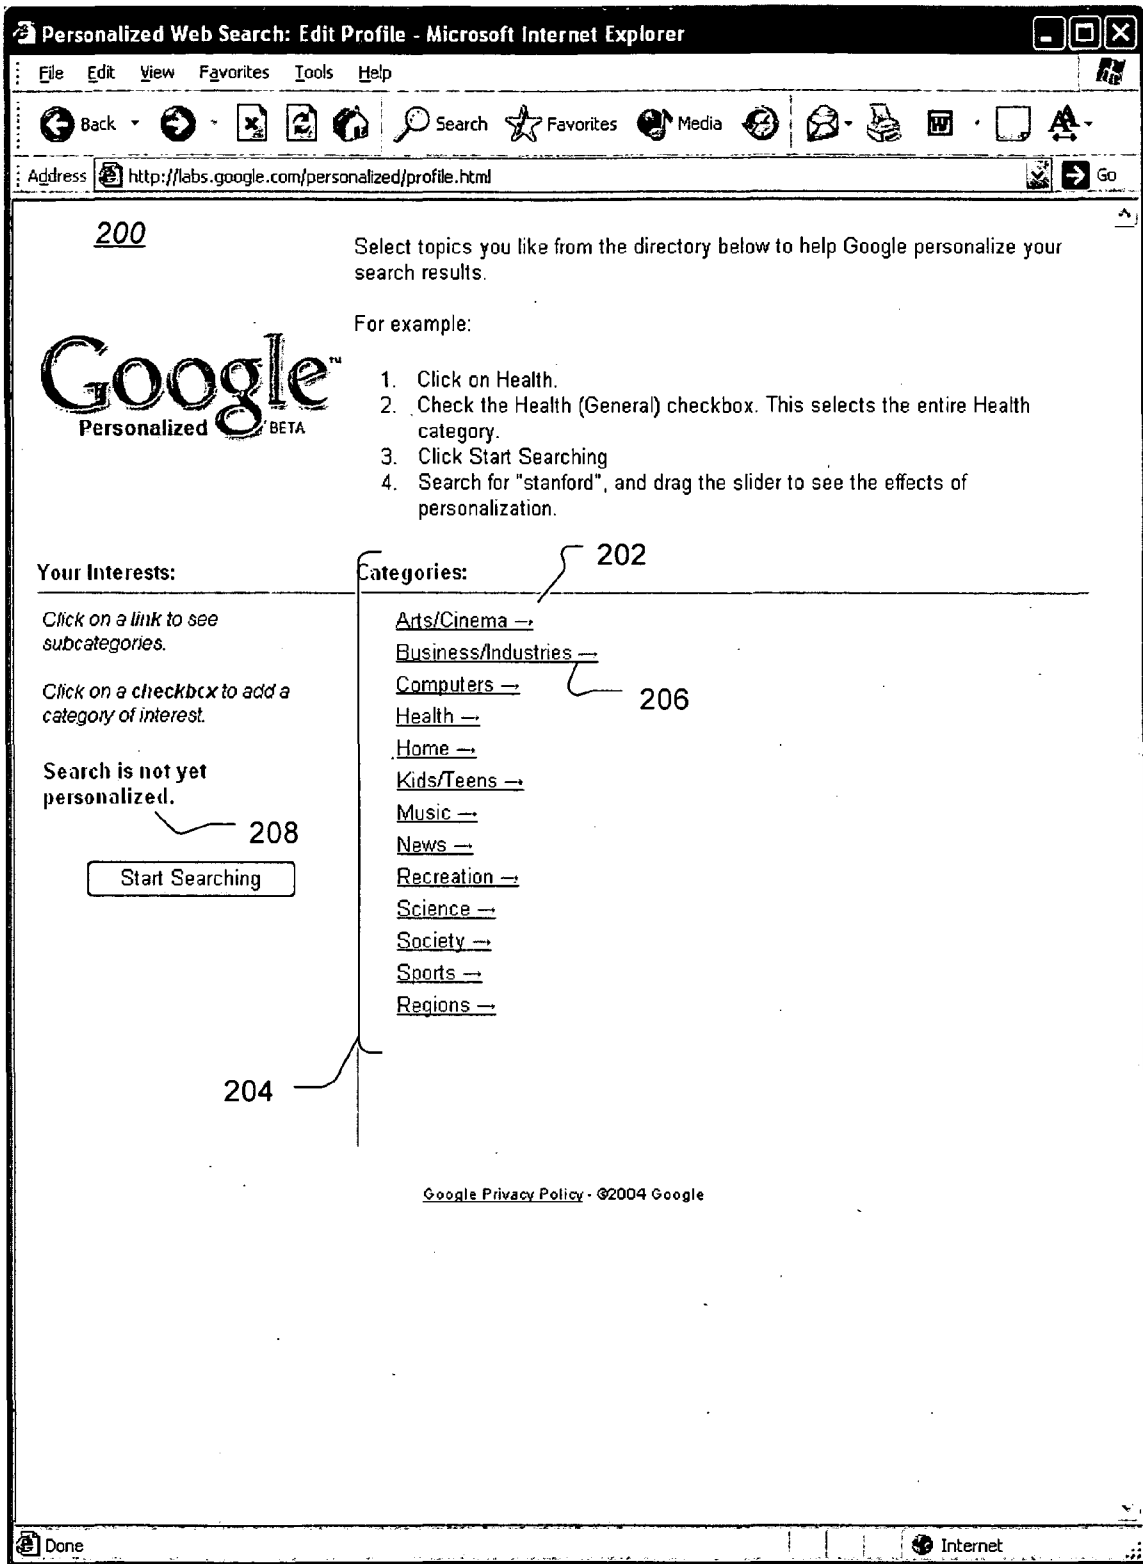 Personalized Web Search: Edit Profile - Microsoft Internet Explorer
File Edit View Favorites Tools Help
Back Search Favorites Media
Address http://labs.google.com/personalized/profile.html Go
200
Select topics you like from the directory below to help Google personalize your
search results.
For example:
Google™
Personalized BETA
1. Click on Health.
2. Check the Health (General) checkbox. This selects the entire Health
category.
3. Click Start Searching
4. Search for "stanford", and drag the slider to see the effects of
personalization.
202
Your Interests:
Categories:
Click on a link to see
subcategories.
Click on a checkbox to add a
category of interest.
Search is not yet
personalized.
208
Start Searching
Arts/Cinema →
Business/Industries →
206
Computers →
Health →
Home →
Kids/Teens →
Music →
News →
Recreation →
Science →
Society →
Sports →
Regions →
204
Google Privacy Policy - ©2004 Google
Done Internet